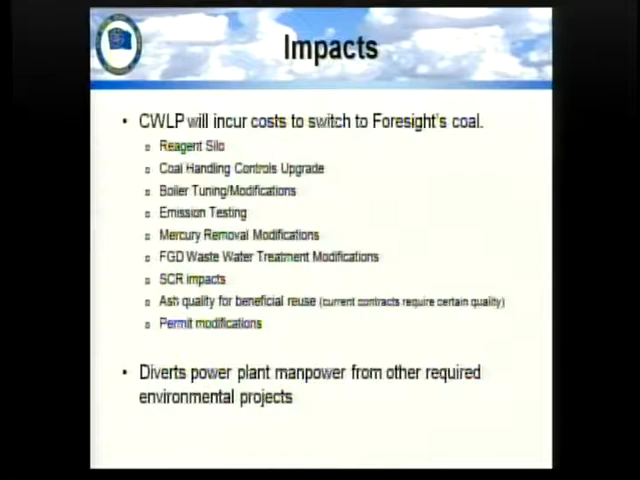 Impacts
• CWLP will incur costs to switch to Foresight's coal.
▫ Reagent Silo
▫ Coal Handling Controls Upgrade
▫ Boiler Tuning/Modifications
▫ Emission Testing
▫ Mercury Removal Modifications
▫ FGD Waste Water Treatment Modifications
▫ SCR impacts
▫ Ash quality for beneficial reuse (current contracts require certain quality)
▫ Permit modifications
• Diverts power plant manpower from other required
environmental projects